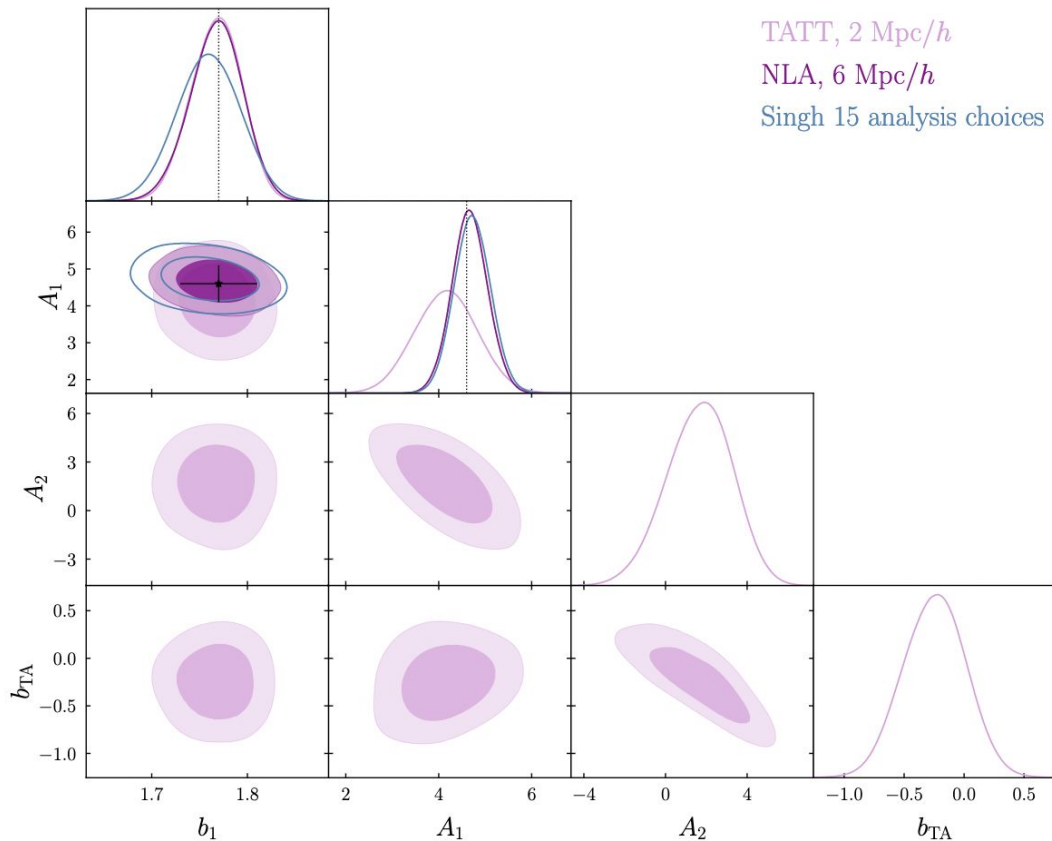 TATT, 2 Mpc/h
NLA, 6 Mpc/h
Singh 15 analysis choices
6
5
4
3
2
A₁
6
3
0
−3
A₂
0.5
0.0
−0.5
−1.0
b_TA
1.7 1.8
2 4 6
−4 0 4
−1.0 −0.5 0.0 0.5
b₁
A₁
A₂
b_TA